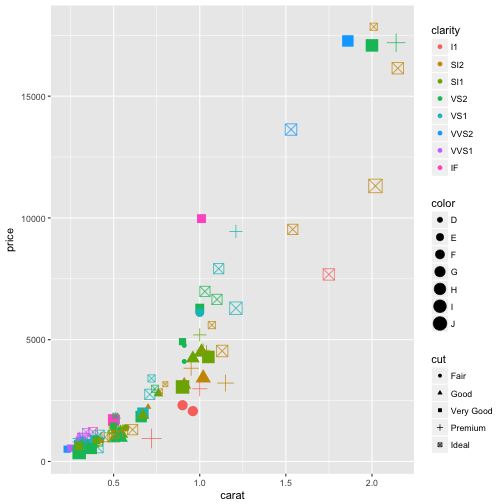 15000
10000
5000
0
0.5
1.0
1.5
2.0
carat
price
clarity
I1
SI2
SI1
VS2
VS1
VVS2
VVS1
IF
color
D
E
F
G
H
I
J
cut
Fair
Good
Very Good
Premium
Ideal